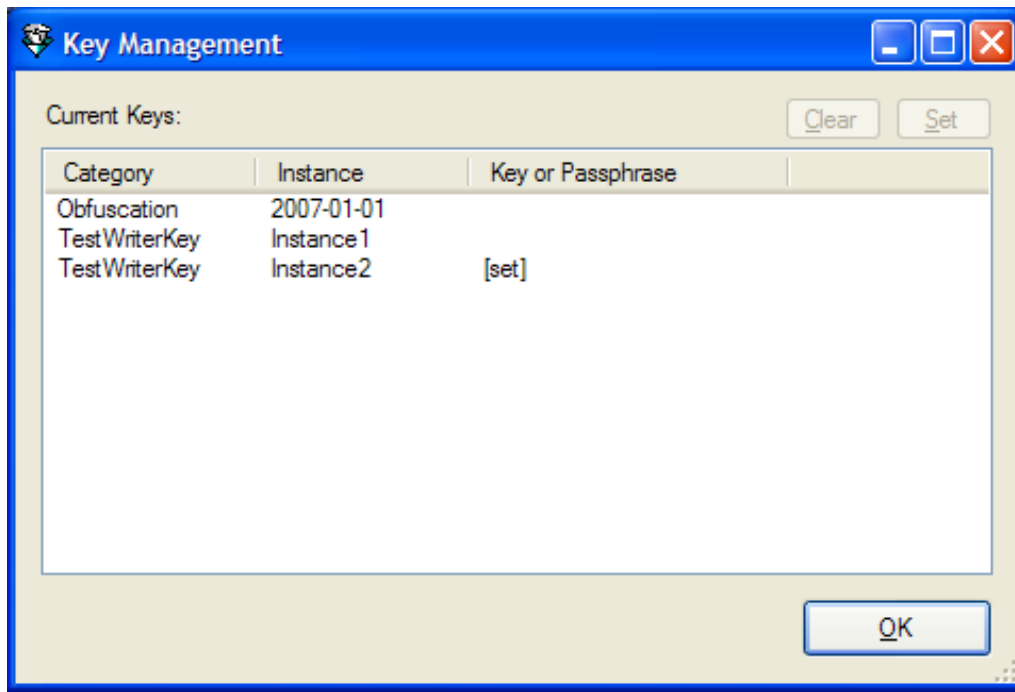 Key Management
Current Keys:
Clear
Set
Category Instance Key or Passphrase
Obfuscation 2007-01-01
TestWriterKey Instance1
TestWriterKey Instance2 [set]
OK